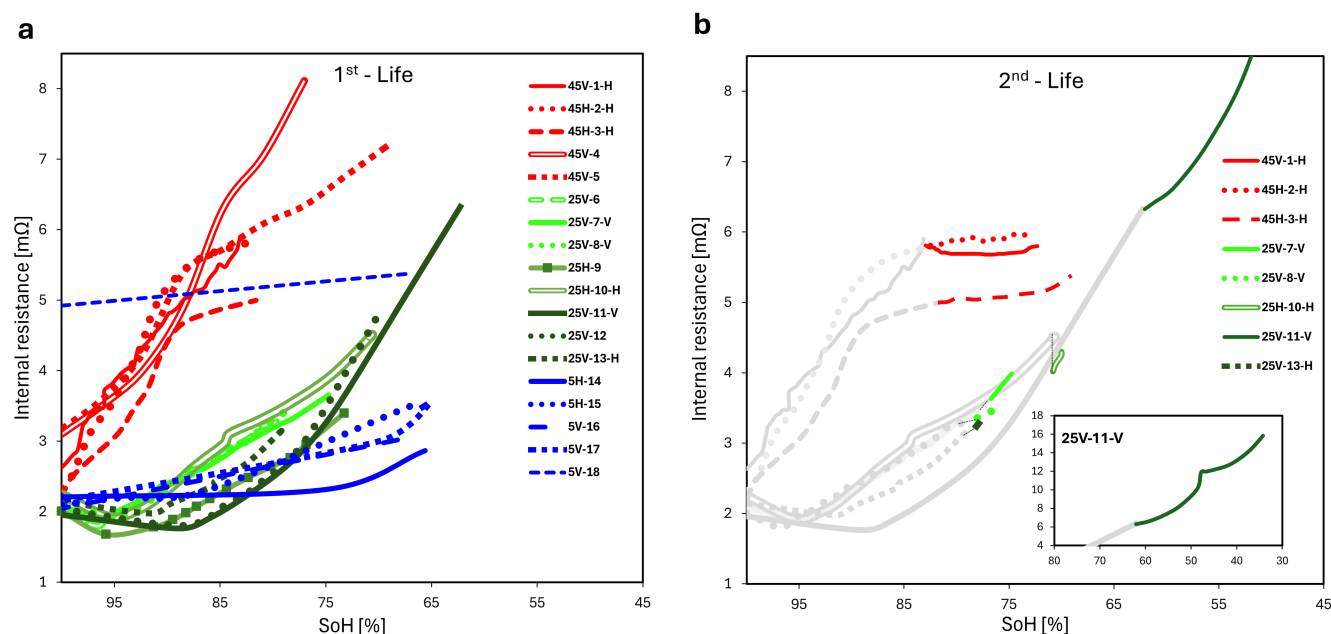 a
1st - Life
Internal resistance [mΩ]
8
7
6
5
4
3
2
1
95
85
75
65
45
SoH [%]
45V-1-H
45H-2-H
45H-3-H
45V-4
45V-5
25V-6
25V-7-V
25V-8-V
25H-9
25H-10-H
25V-11-V
25V-12
25V-13-H
5H-14
5H-15
5V-16
5V-17
5V-18
b
2nd - Life
Internal resistance [mΩ]
8
7
6
5
4
3
2
1
95
85
75
65
55
45
SoH [%]
45V-1-H
45H-2-H
45H-3-H
25V-7-V
25V-8-V
25H-10-H
25V-11-V
25V-13-H
25V-11-V
18
16
14
12
10
8
6
4
80
70
60
50
40
30